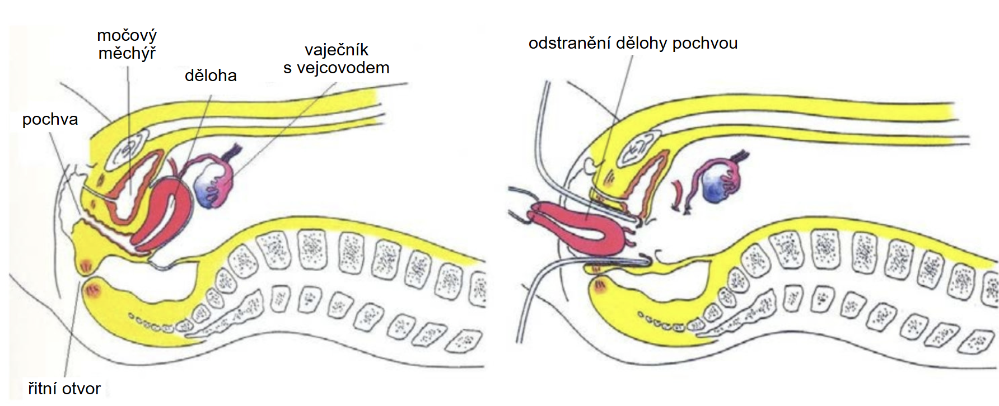 močový
měchýř
děloha
vaječník
s vejcovodem
pochva
řitní otvor
odstranění dělohy pochvou